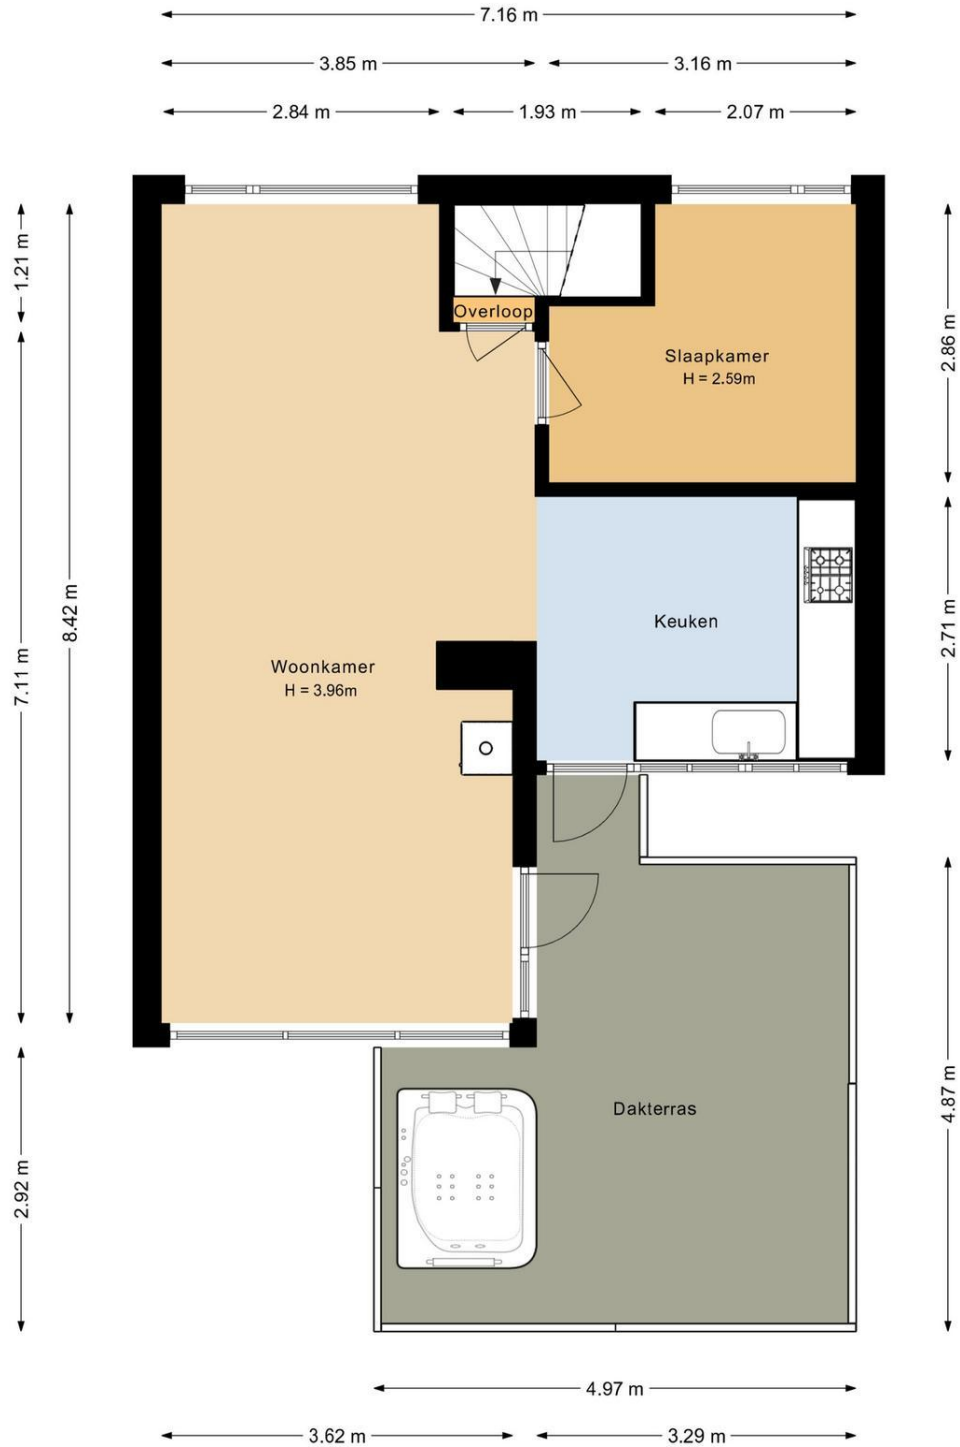 7.16 m
3.85 m
3.16 m
2.84 m
1.93 m
2.07 m
1.21 m
8.42 m
7.11 m
2.92 m
Overloop
Slaapkamer
H = 2.59m
Keuken
Woonkamer
H = 3.96m
Dakterras
2.86 m
2.71 m
4.87 m
4.97 m
3.62 m
3.29 m